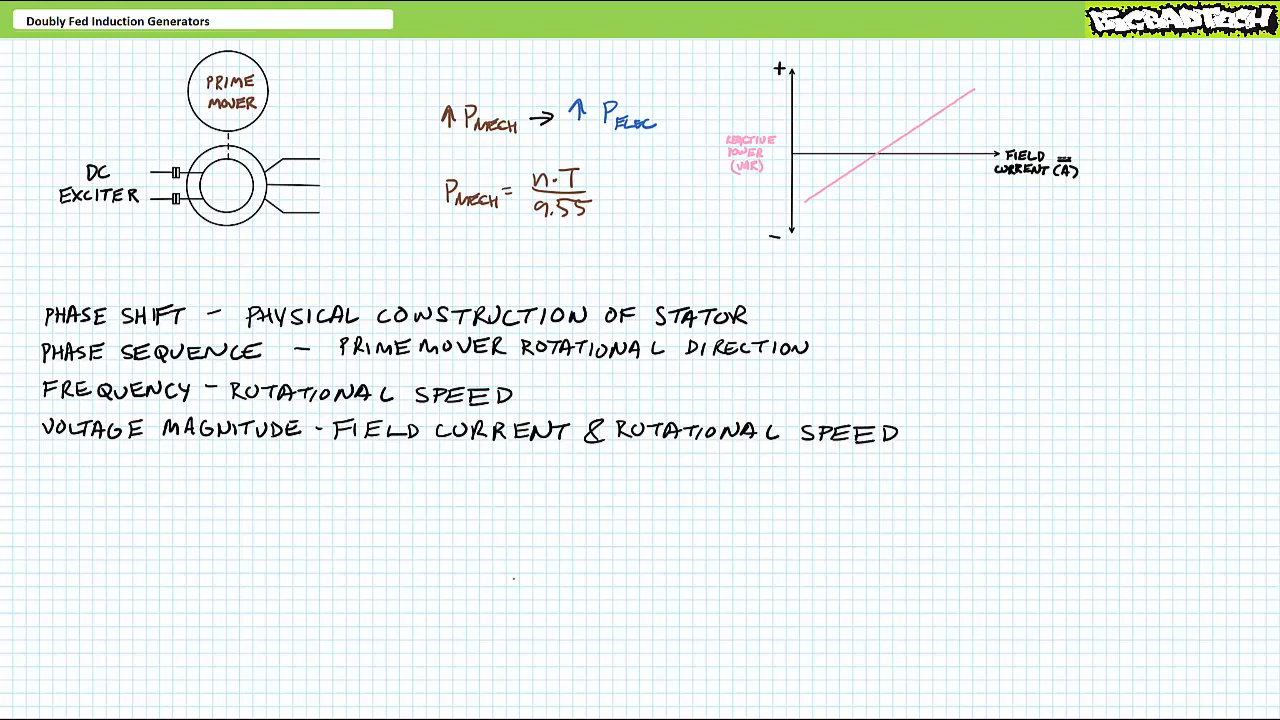 Doubly Fed Induction Generators
BIGBADTECH
PRIME
MOVER
DC
EXCITER
↑ PMECH → ↑ PELEC
PMECH = n·T / 9.55
+
REACTIVE
POWER
(VAR)
-
FIELD
CURRENT (A)
PHASE SHIFT - PHYSICAL CONSTRUCTION OF STATOR
PHASE SEQUENCE - PRIME MOVER ROTATIONAL DIRECTION
FREQUENCY - ROTATIONAL SPEED
VOLTAGE MAGNITUDE - FIELD CURRENT & ROTATIONAL SPEED